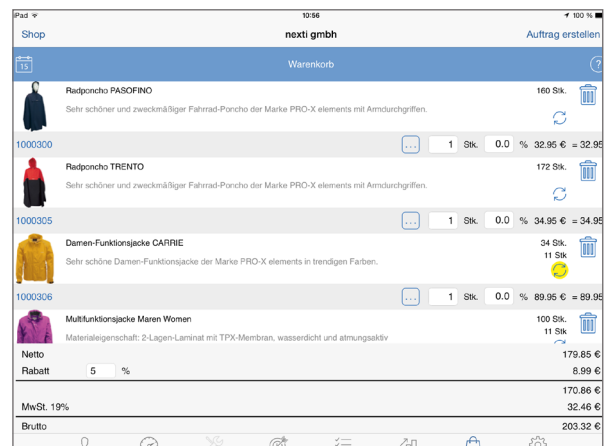 iPad 10:56 100 %
Shop nexti gmbh Auftrag erstellen
15 Warenkorb ?
Radponcho PASOFINO 160 Stk.
Sehr schöner und zweckmäßiger Fahrrad-Poncho der Marke PRO-X elements mit Armdurchgriffen.
1000300 ... 1 Stk. 0.0 % 32.95 € = 32.95
Radponcho TRENTO 172 Stk.
Sehr schöner und zweckmäßiger Fahrrad-Poncho der Marke PRO-X elements mit Armdurchgriffen.
1000305 ... 1 Stk. 0.0 % 34.95 € = 34.95
Damen-Funktionsjacke CARRIE 34 Stk.
11 Stk
Sehr schöne Damen-Funktionsjacke der Marke PRO-X elements in trendigen Farben.
1000306 ... 1 Stk. 0.0 % 89.95 € = 89.95
Multifunktionsjacke Maren Women 100 Stk.
11 Stk
Materialeigenschaft: 2-Lagen-Laminat mit TPX-Membran, wasserdicht und atmungsaktiv
Netto 179.85 €
Rabatt 5 % 8.99 €
170.86 €
MwSt. 19% 32.46 €
Brutto 203.32 €